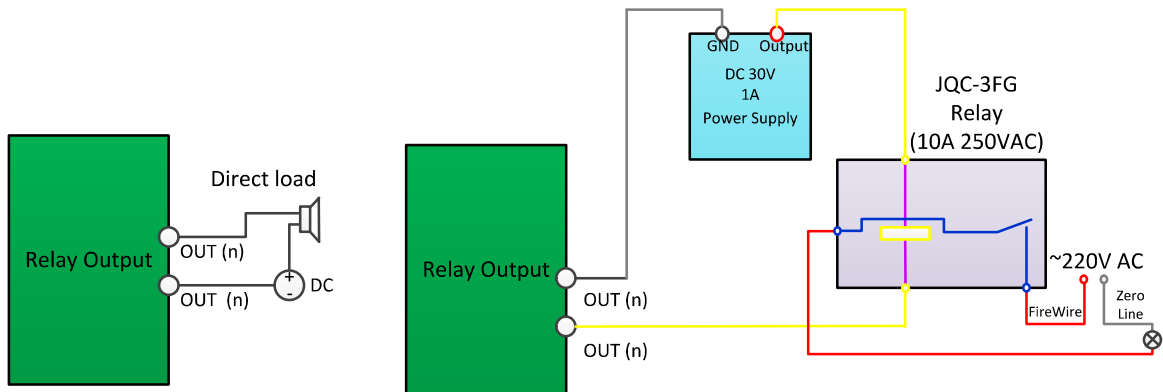 Relay Output
Direct load
OUT (n)
+
-
DC
OUT (n)
Relay Output
OUT (n)
OUT (n)
GND
Output
DC 30V
1A
Power Supply
JQC-3FG
Relay
(10A 250VAC)
~220V AC
FireWire
Zero
Line